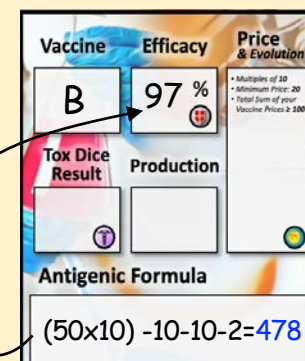 Vaccine Efficacy Price
& Evolution
B 97 %
• Multiples of 10
• Minimum Price: 20
• Total Sum of your
Vaccine Prices ≥ 100
Tox Dice
Result Production
Antigenic Formula
(50x10) -10-10-2=478